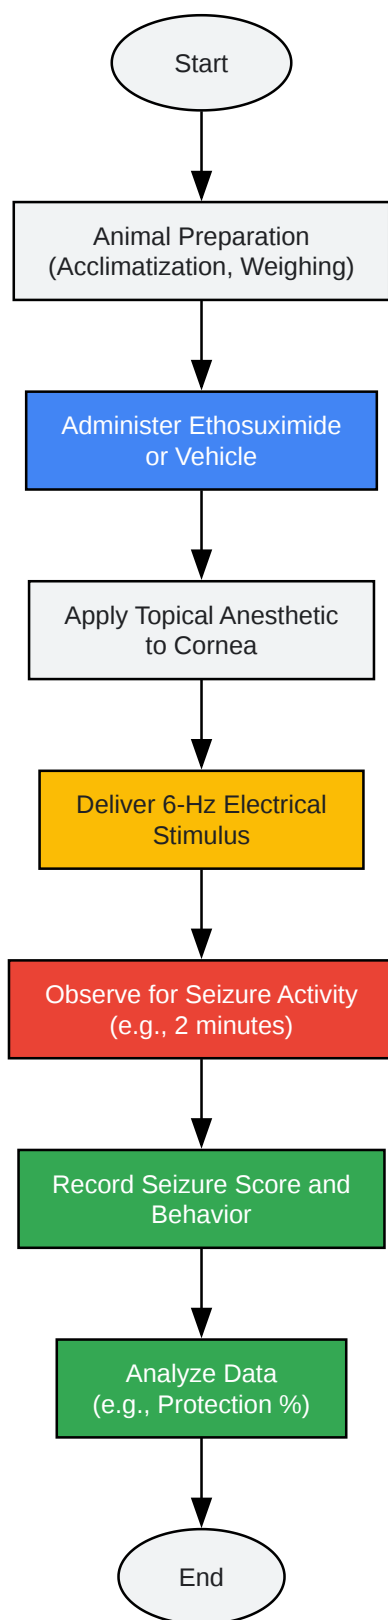 Start
Animal Preparation
(Acclimatization, Weighing)
Administer Ethosuximide
or Vehicle
Apply Topical Anesthetic
to Cornea
Deliver 6-Hz Electrical
Stimulus
Observe for Seizure Activity
(e.g., 2 minutes)
Record Seizure Score and
Behavior
Analyze Data
(e.g., Protection %)
End